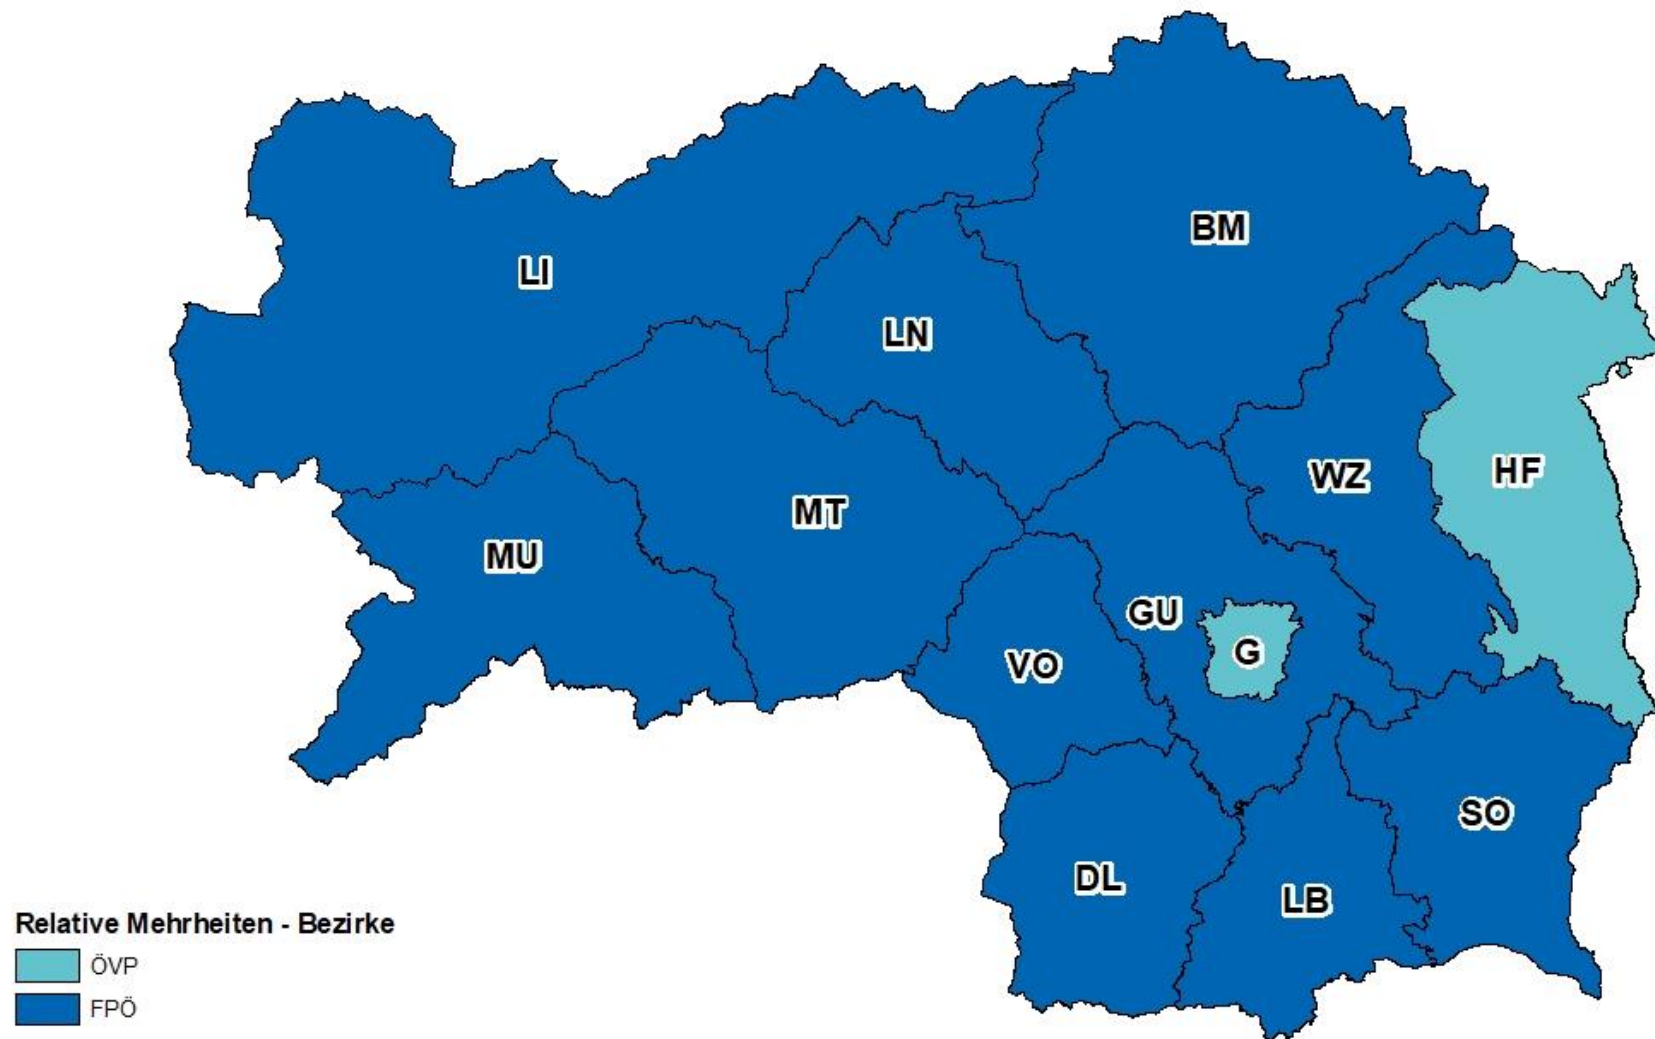 BM
LI
LN
HF
WZ
MT
MU
GU
G
VO
SO
DL
LB
Relative Mehrheiten - Bezirke
ÖVP
FPÖ